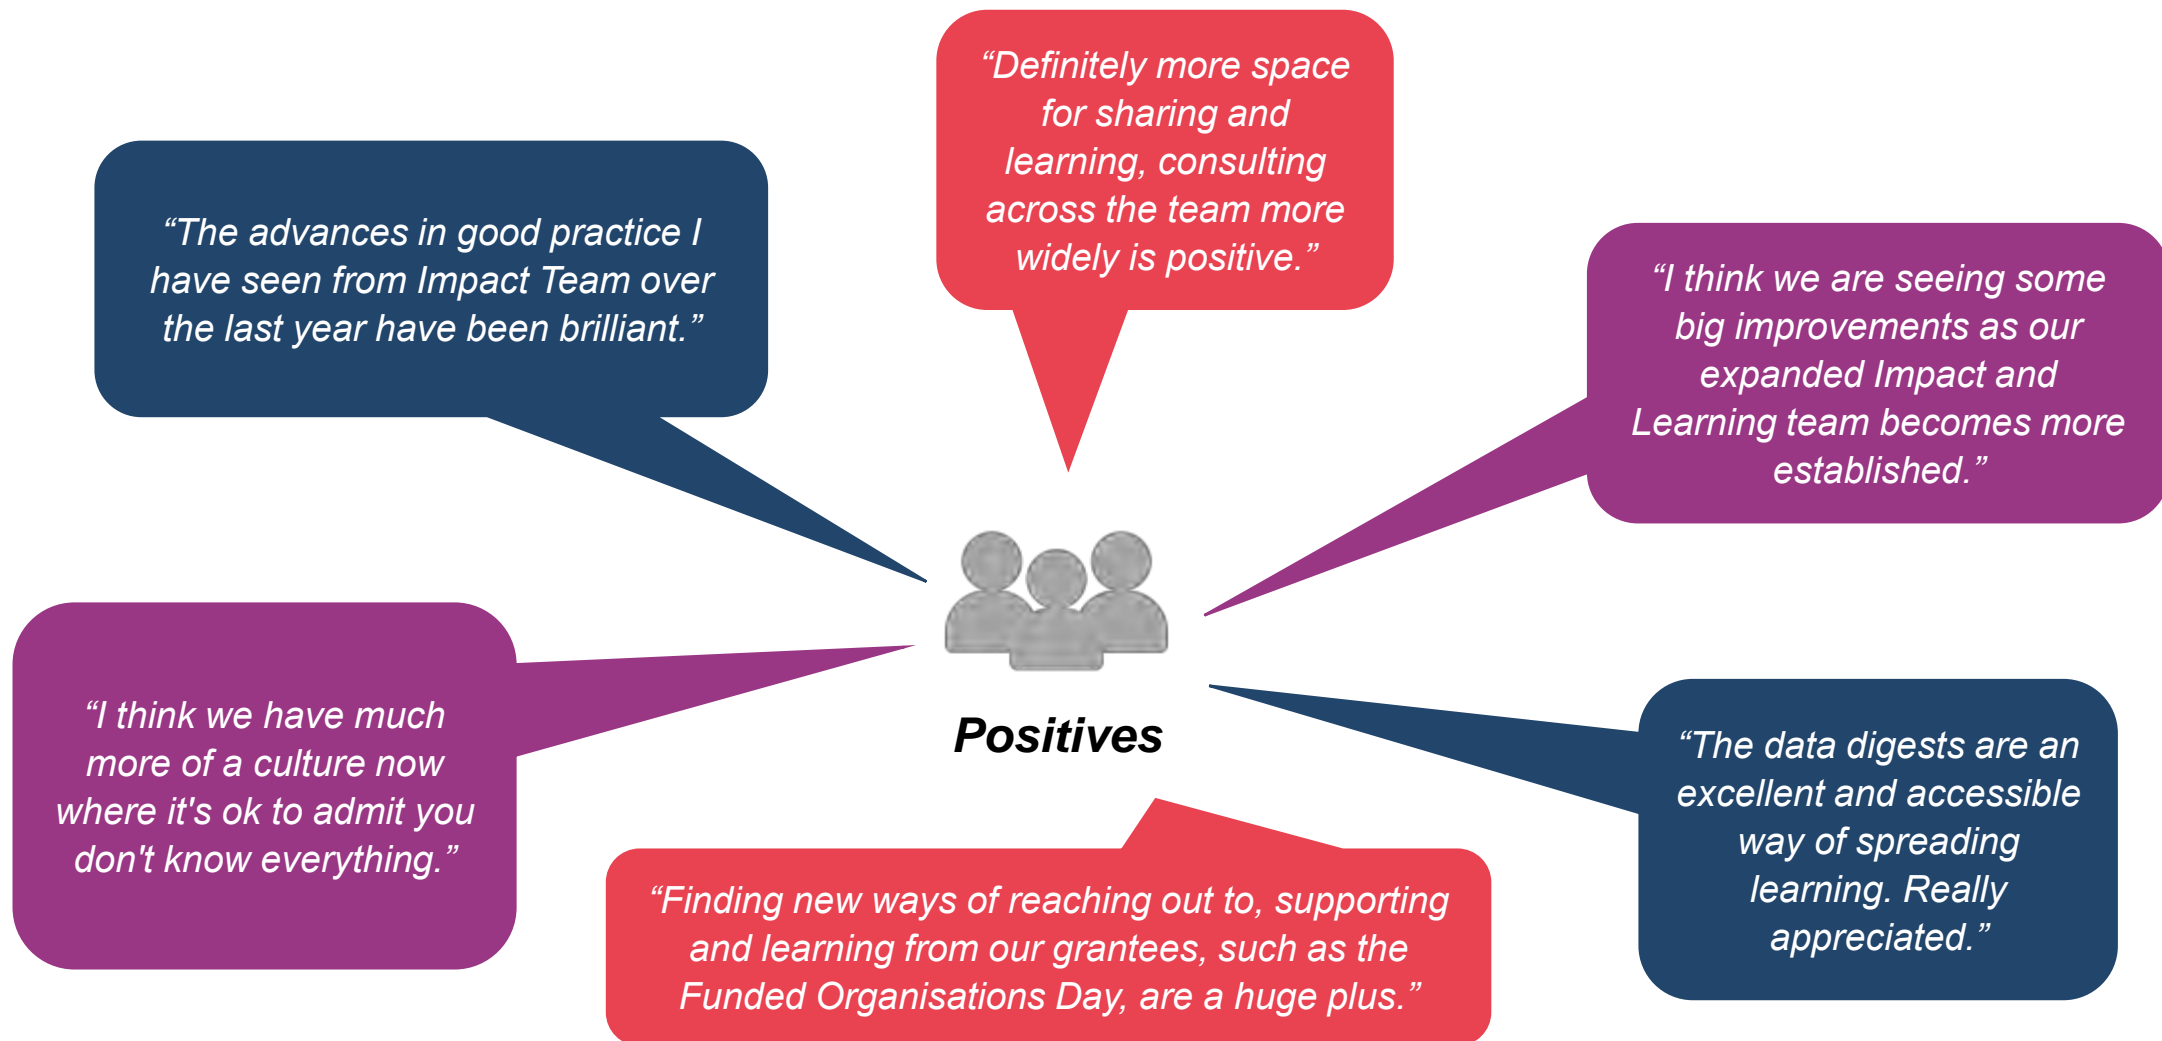 “Definitely more space
for sharing and
learning, consulting
across the team more
widely is positive.”
“The advances in good practice I
have seen from Impact Team over
the last year have been brilliant.”
“I think we are seeing some
big improvements as our
expanded Impact and
Learning team becomes more
established.”
“I think we have much
more of a culture now
where it's ok to admit you
don't know everything.”
Positives
“The data digests are an
excellent and accessible
way of spreading
learning. Really
appreciated.”
“Finding new ways of reaching out to, supporting
and learning from our grantees, such as the
Funded Organisations Day, are a huge plus.”